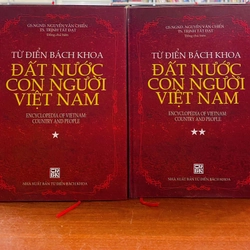 GS.NGND. NGUYỄN VĂN CHIỂN
TS. TRỊNH TẤT ĐẠT
TỪ ĐIỂN BÁCH KHOA
ĐẤT NƯỚC
CON NGƯỜI
VIỆT NAM
ENCYCLOPEDIA OF VIETNAM
COUNTRY AND PEOPLE
NHÀ XUẤT BẢN TỪ ĐIỂN BÁCH KHOA
GS.NGND. NGUYỄN VĂN CHIỂN
TS. TRỊNH TẤT ĐẠT
TỪ ĐIỂN BÁCH KHOA
ĐẤT NƯỚC
CON NGƯỜI
VIỆT NAM
ENCYCLOPEDIA OF VIETNAM
COUNTRY AND PEOPLE
NHÀ XUẤT BẢN TỪ ĐIỂN BÁCH KHOA